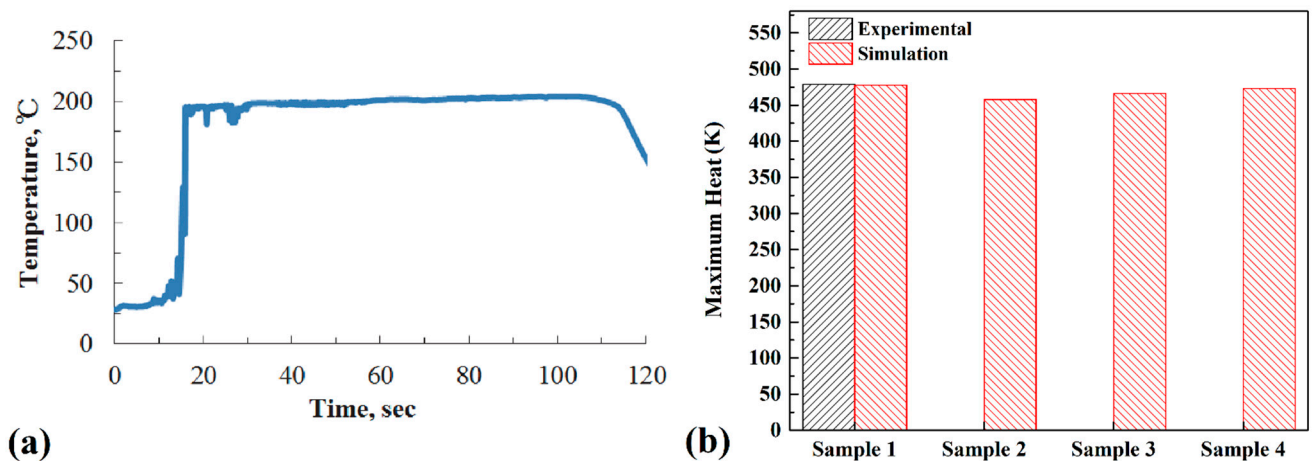 250
200
150
100
50
0
Temperature, ℃
0 20 40 60 80 100 120
Time, sec
(a)
550
500
450
400
350
300
250
200
150
100
50
0
Maximum Heat (K)
Experimental
Simulation
Sample 1 Sample 2 Sample 3 Sample 4
(b)